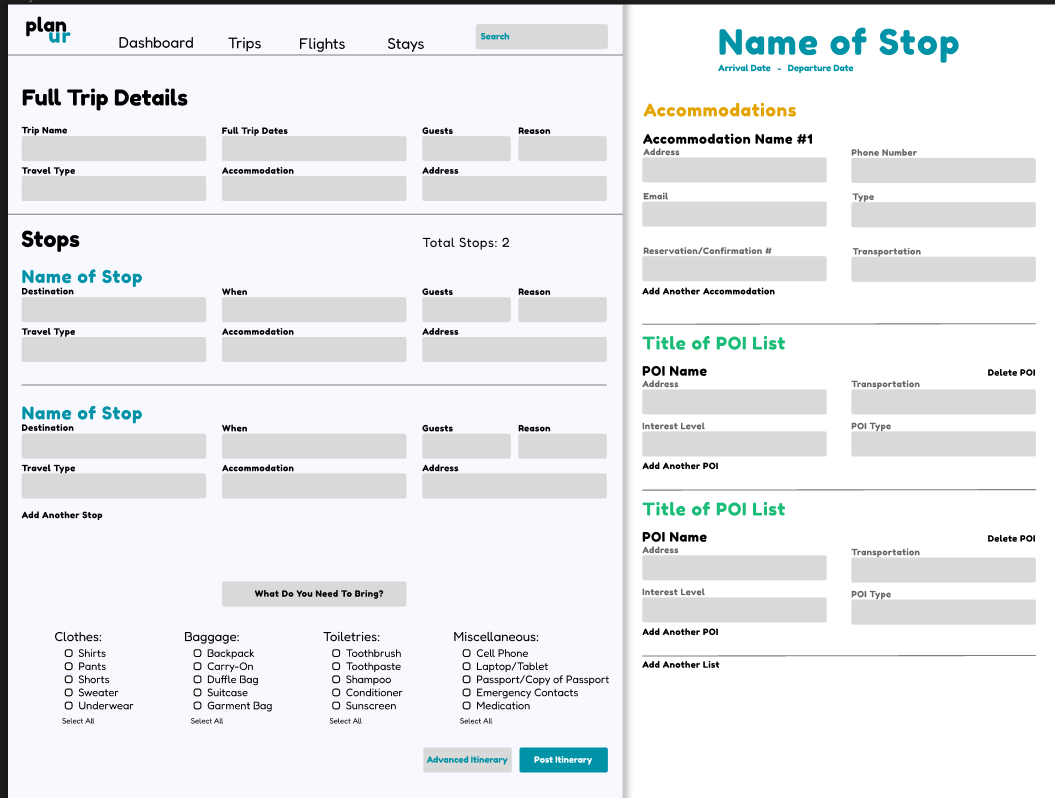 plan
ur
Dashboard Trips Flights Stays
Search
Full Trip Details
Trip Name Full Trip Dates Guests Reason
Travel Type Accommodation Address
Stops Total Stops: 2
Name of Stop
Destination When Guests Reason
Travel Type Accommodation Address
Name of Stop
Destination When Guests Reason
Travel Type Accommodation Address
Add Another Stop
What Do You Need To Bring?
Clothes: Baggage: Toiletries: Miscellaneous:
Shirts Backpack Toothbrush Cell Phone
Pants Carry-On Toothpaste Laptop/Tablet
Shorts Duffle Bag Shampoo Passport/Copy of Passport
Sweater Suitcase Conditioner Emergency Contacts
Underwear Garment Bag Sunscreen Medication
Select All Select All Select All Select All
Advanced Itinerary Post Itinerary
Name of Stop
Arrival Date - Departure Date
Accommodations
Accommodation Name #1
Address Phone Number
Email Type
Reservation/Confirmation # Transportation
Add Another Accommodation
Title of POI List
POI Name Delete POI
Address Transportation
Interest Level POI Type
Add Another POI
Title of POI List
POI Name Delete POI
Address Transportation
Interest Level POI Type
Add Another POI
Add Another List